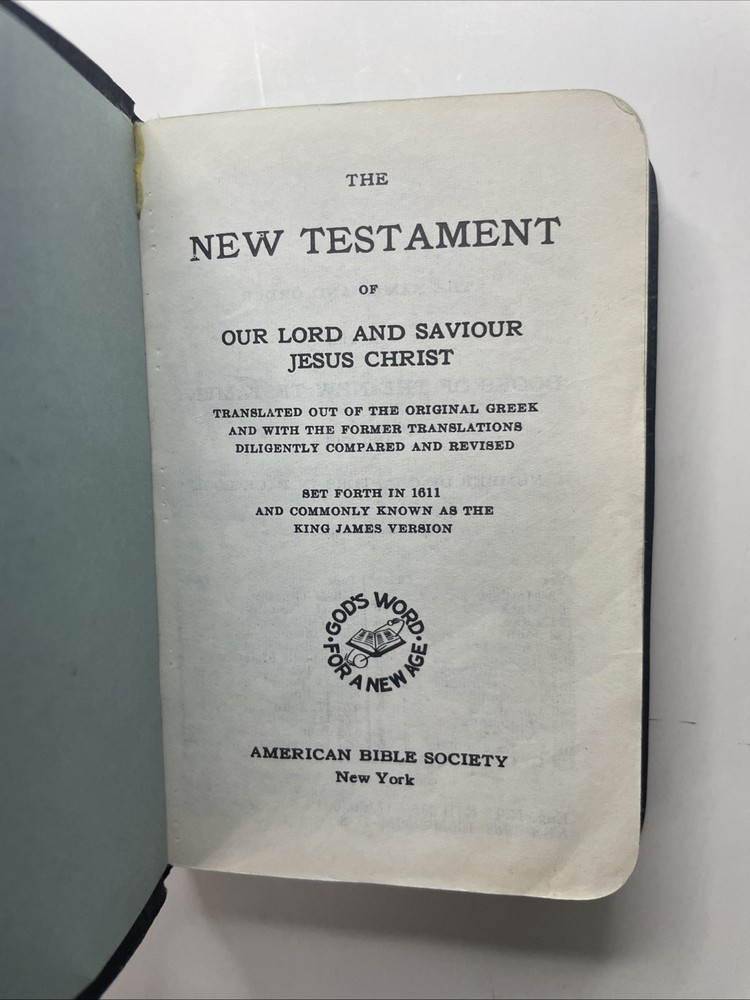 THE
NEW TESTAMENT
OF
OUR LORD AND SAVIOUR
JESUS CHRIST
TRANSLATED OUT OF THE ORIGINAL GREEK
AND WITH THE FORMER TRANSLATIONS
DILIGENTLY COMPARED AND REVISED
SET FORTH IN 1611
AND COMMONLY KNOWN AS THE
KING JAMES VERSION
·GOD'S WORD·
FOR A NEW AGE
AMERICAN BIBLE SOCIETY
New York